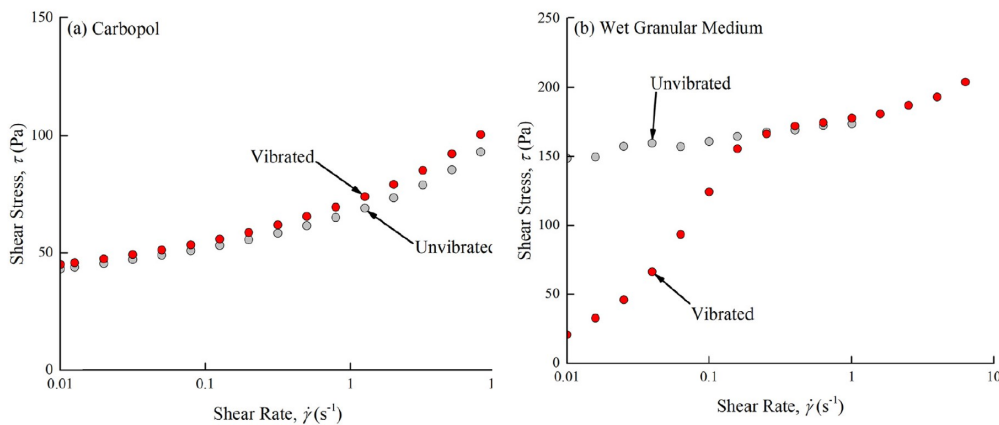 (a) Carbopol
Shear Stress, τ (Pa)
100
50
0
Vibrated
Unvibrated
0.01
0.1
1
1
Shear Rate, γ̇ (s⁻¹)
(b) Wet Granular Medium
Shear Stress, τ (Pa)
250
200
150
100
50
0
Unvibrated
Vibrated
0.01
0.1
1
10
Shear Rate, γ̇ (s⁻¹)